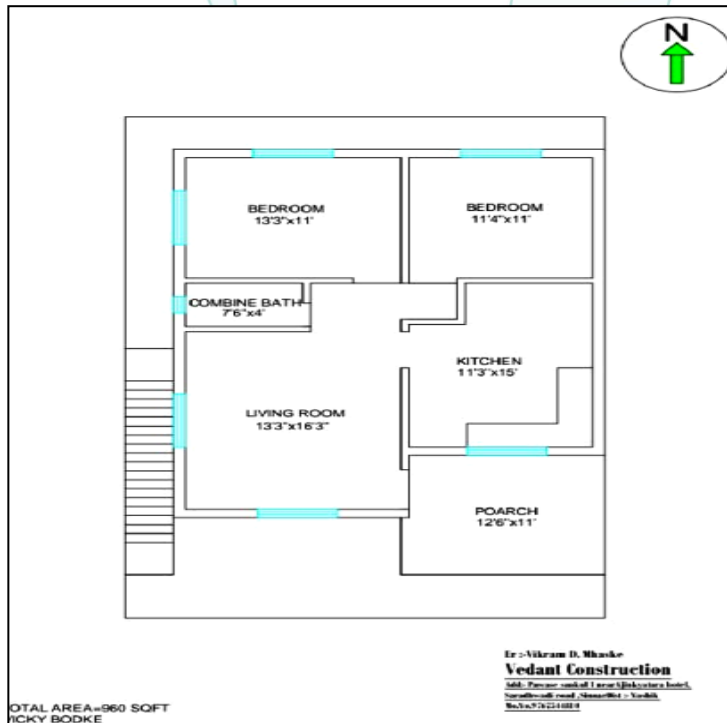 N
BEDROOM
13'3"x11'
BEDROOM
11'4"x11'
COMBINE BATH
7'6"x4'
KITCHEN
11'3"x15'
LIVING ROOM
13'3"x16'3"
POARCH
12'6"x11'
Er :-Vikram D. Mhaske
Vedant Construction
OTAL AREA=960 SQFT
VICKY BODKE